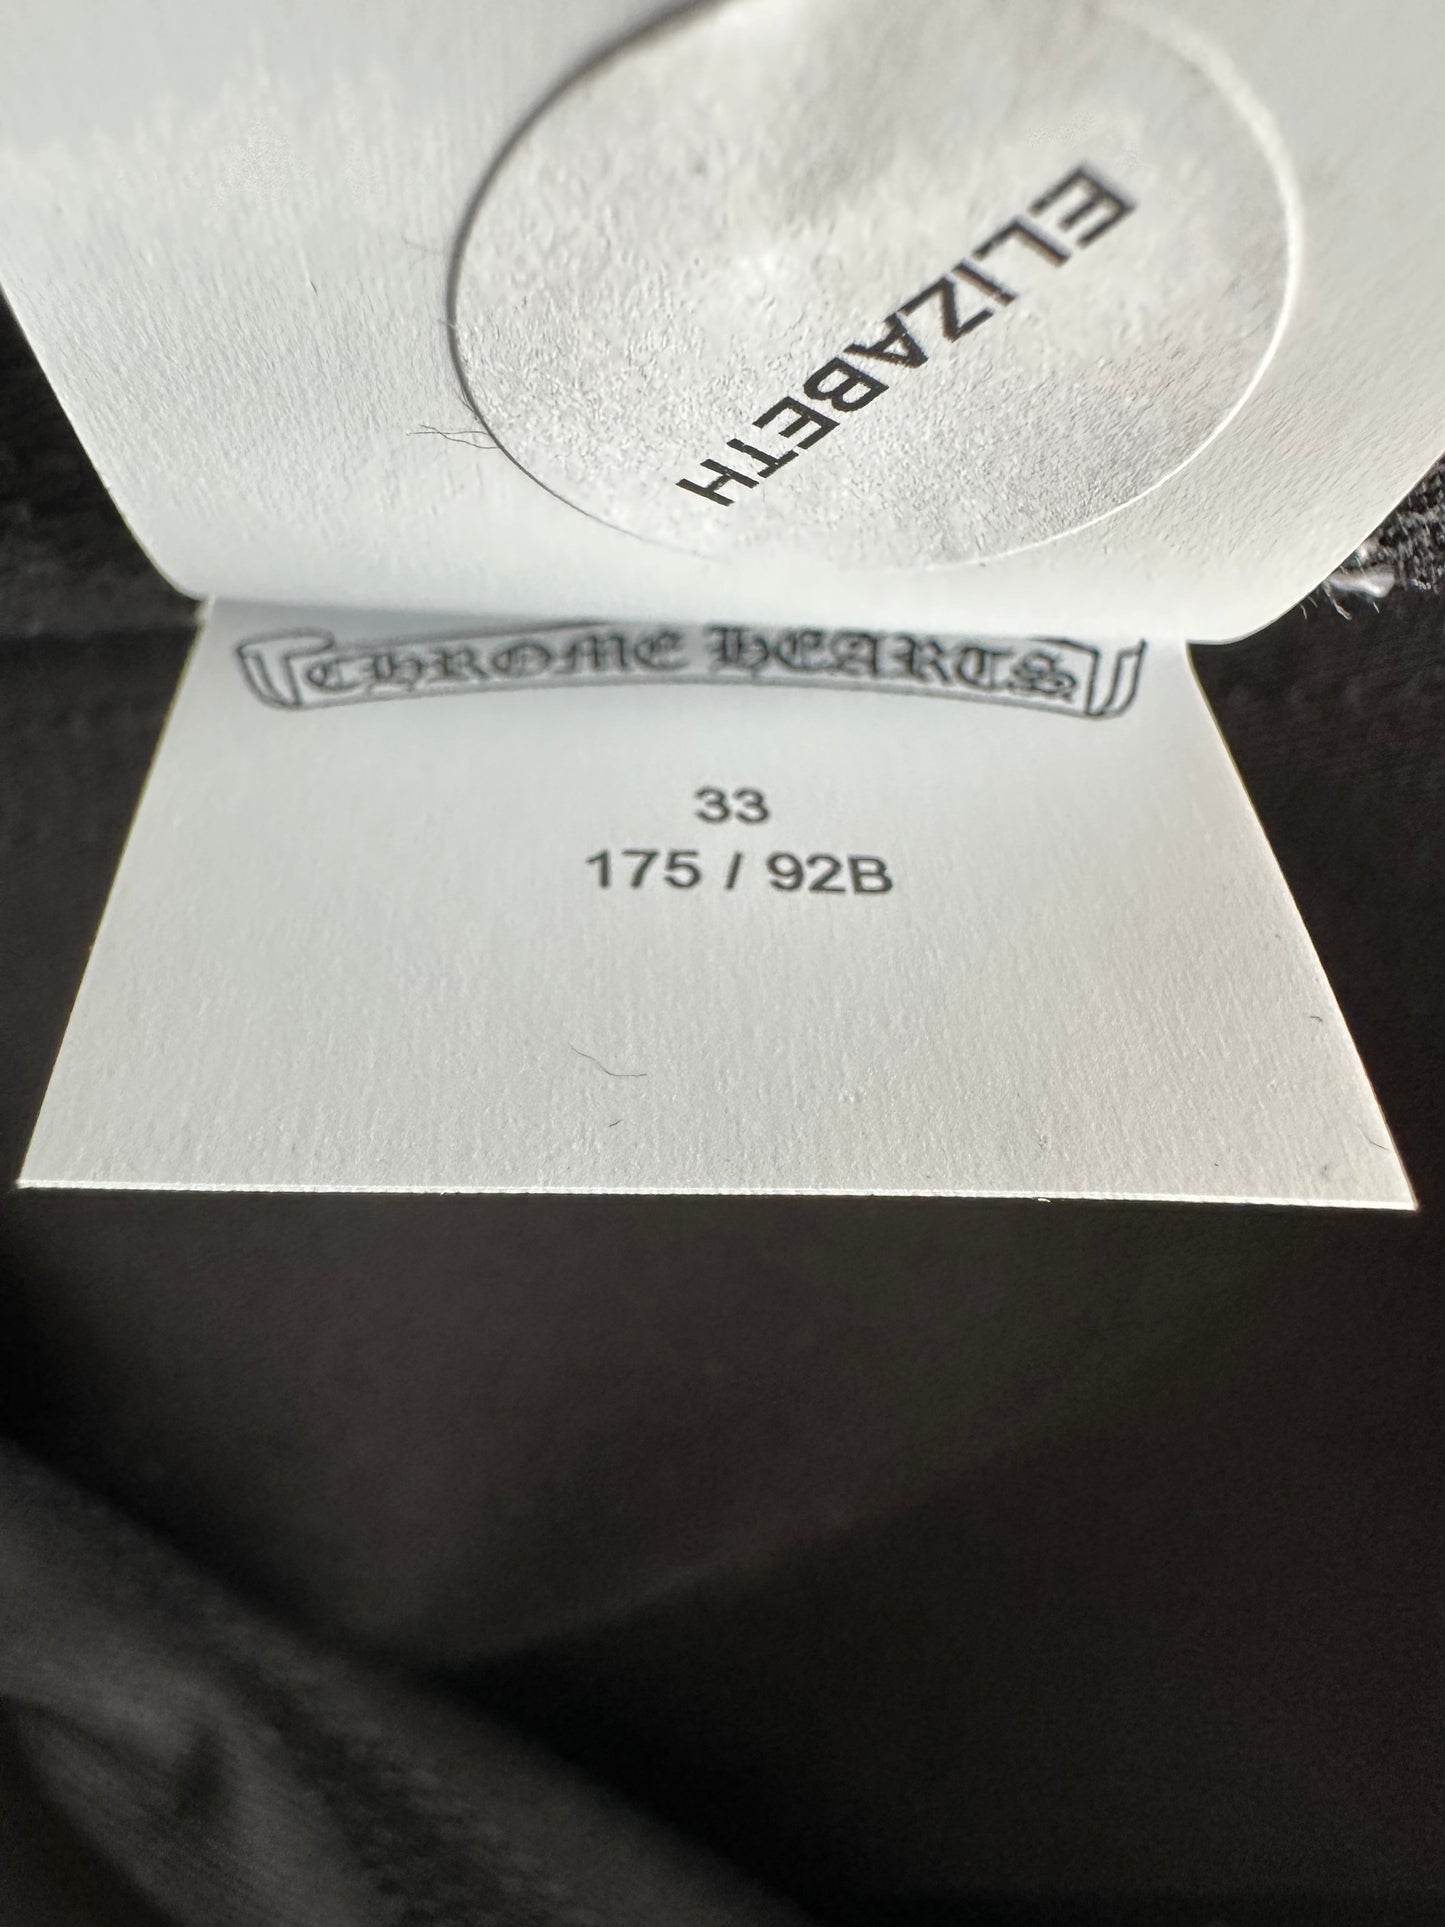 ELIZABETH
CHROME HEARTS
33
175 / 92B